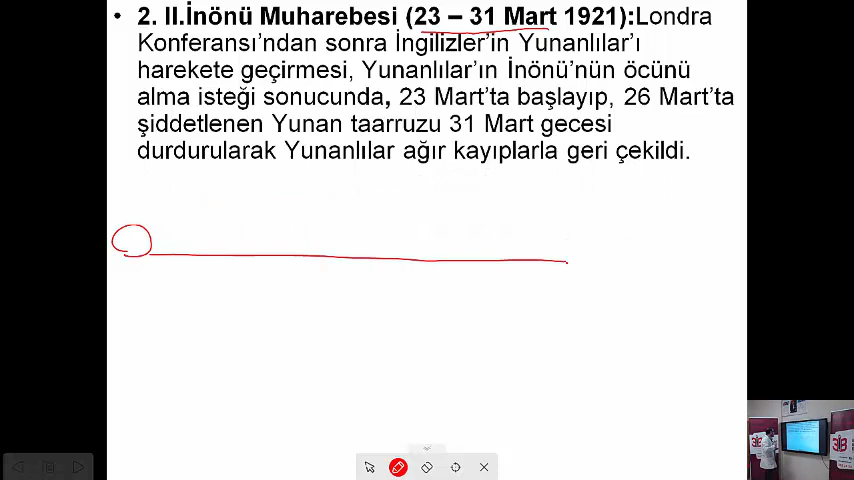 • 2. II.İnönü Muharebesi (23 – 31 Mart 1921):Londra
Konferansı’ndan sonra İngilizler’in Yunanlılar’ı
harekete geçirmesi, Yunanlılar’ın İnönü’nün öcünü
alma isteği sonucunda, 23 Mart’ta başlayıp, 26 Mart’ta
şiddetlenen Yunan taarruzu 31 Mart gecesi
durdurularak Yunanlılar ağır kayıplarla geri çekildi.